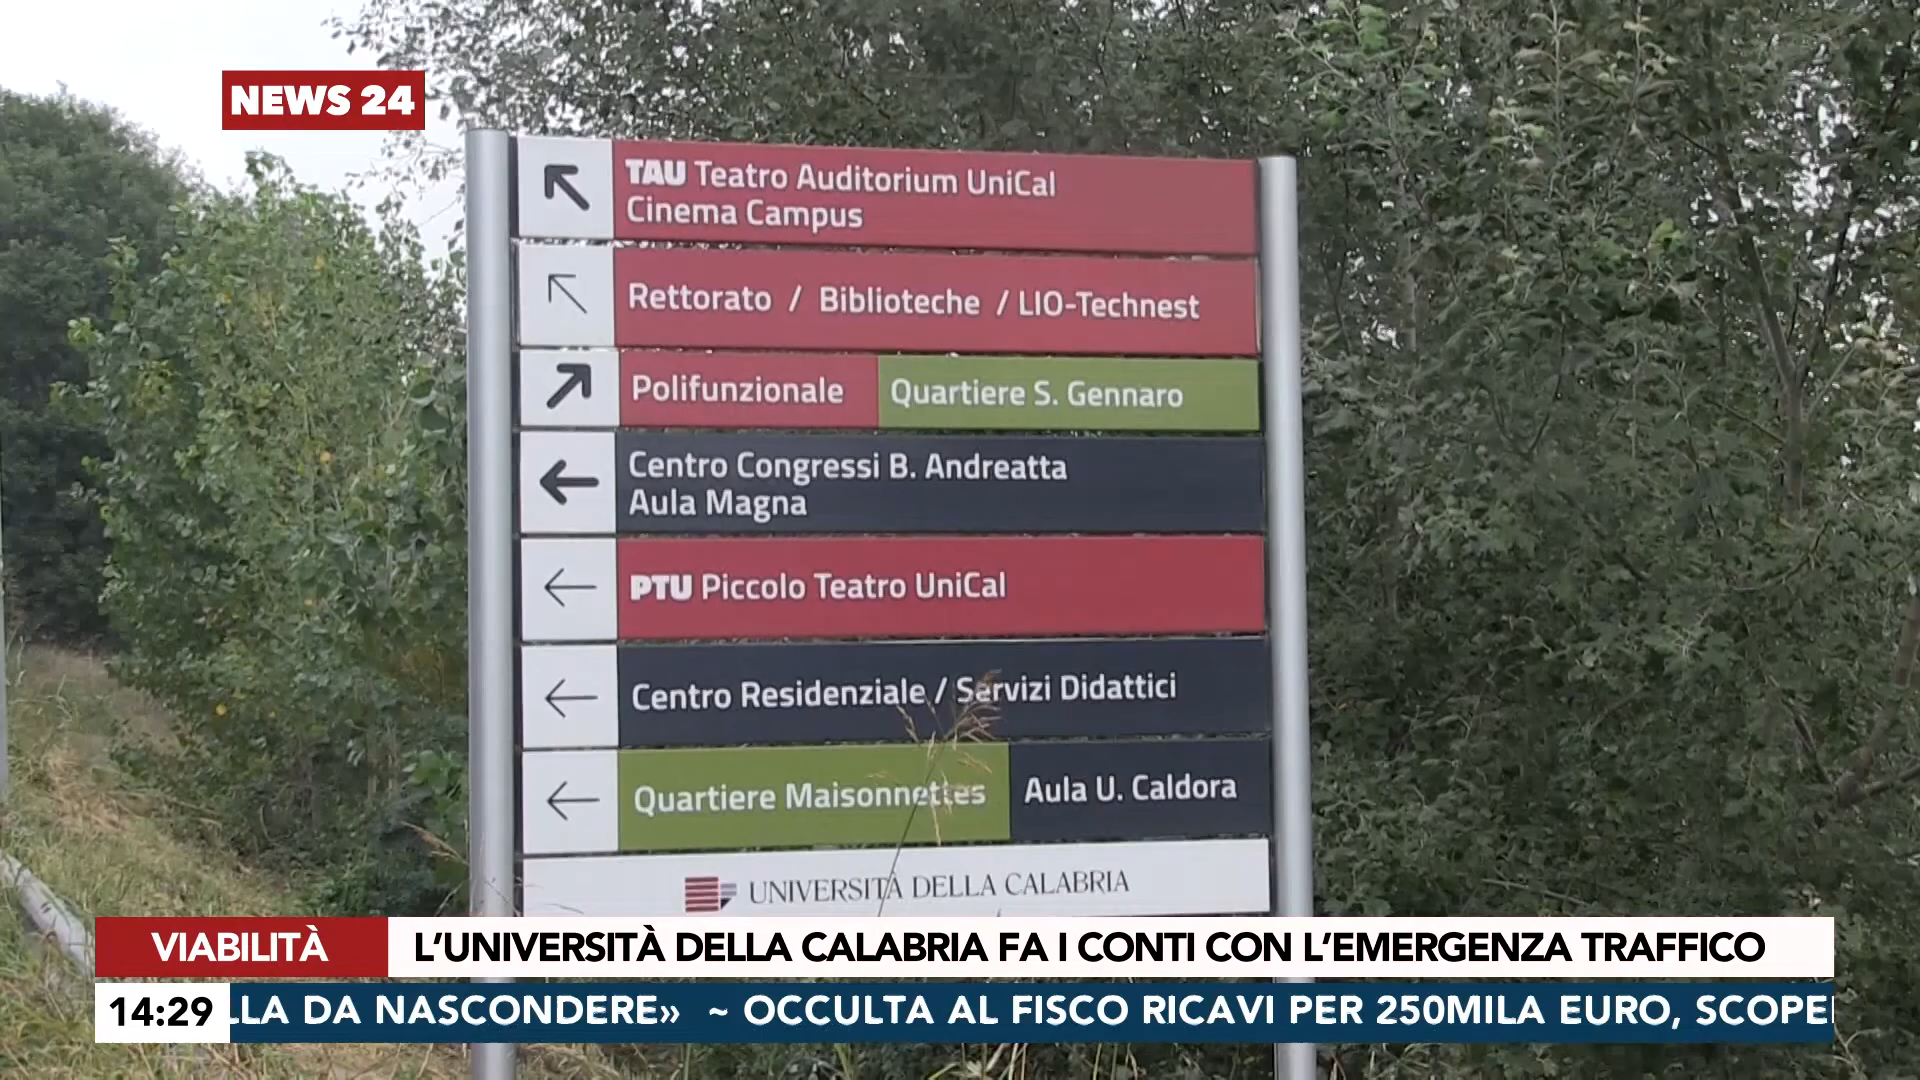 NEWS 24
TAU Teatro Auditorium UniCal
Cinema Campus
Rettorato / Biblioteche / LIO-Technest
Polifunzionale Quartiere S. Gennaro
Centro Congressi B. Andreatta
Aula Magna
PTU Piccolo Teatro UniCal
Centro Residenziale / Servizi Didattici
Quartiere Maisonnettes Aula U. Caldora
UNIVERSITÀ DELLA CALABRIA
VIABILITÀ L'UNIVERSITÀ DELLA CALABRIA FA I CONTI CON L'EMERGENZA TRAFFICO
14:29 LLA DA NASCONDERE» ~ OCCULTA AL FISCO RICAVI PER 250MILA EURO, SCOPE